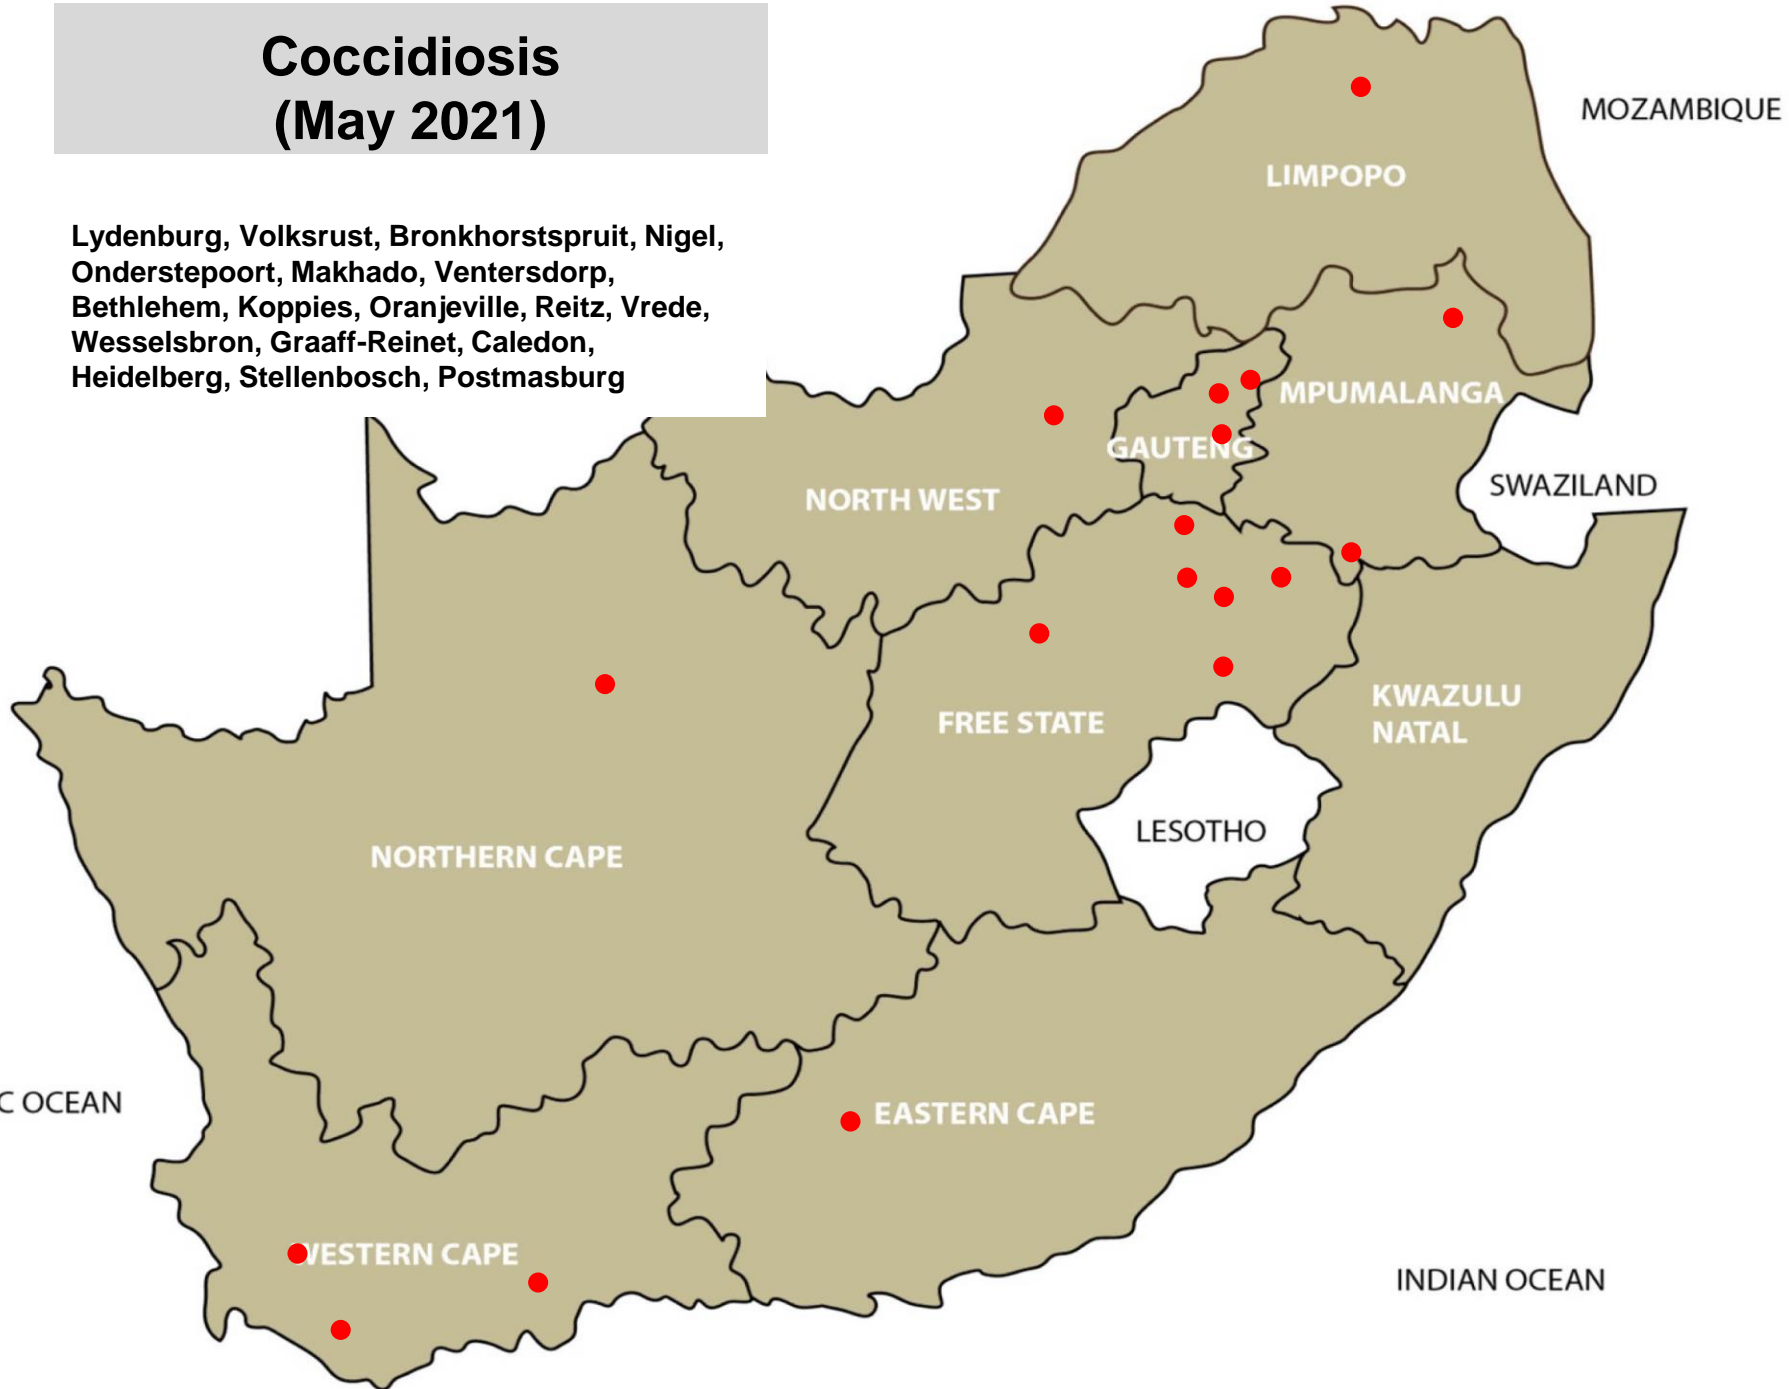 Coccidiosis
(May 2021)
Lydenburg, Volksrust, Bronkhorstspruit, Nigel,
Onderstepoort, Makhado, Ventersdorp,
Bethlehem, Koppies, Oranjeville, Reitz, Vrede,
Wesselsbron, Graaff-Reinet, Caledon,
Heidelberg, Stellenbosch, Postmasburg
MOZAMBIQUE
LIMPOPO
MPUMALANGA
GAUTENG
SWAZILAND
NORTH WEST
KWAZULU
NATAL
FREE STATE
LESOTHO
NORTHERN CAPE
C OCEAN
EASTERN CAPE
WESTERN CAPE
INDIAN OCEAN